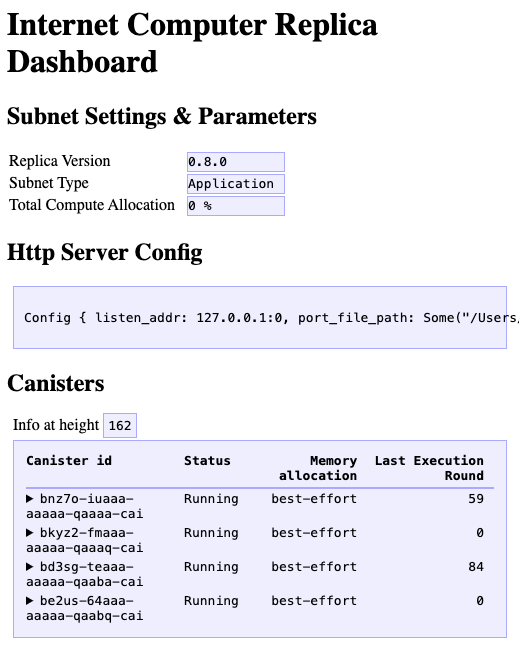 Internet Computer Replica
Dashboard
Subnet Settings & Parameters
Replica Version 0.8.0
Subnet Type Application
Total Compute Allocation 0 %
Http Server Config
Config { listen_addr: 127.0.0.1:0, port_file_path: Some("/Users/
Canisters
Info at height 162
Canister id Status Memory allocation Last Execution Round
▶ bnz7o-iuaaa-aaaaa-qaaaa-cai Running best-effort 59
▶ bkyz2-fmaaa-aaaaa-qaaaq-cai Running best-effort 0
▶ bd3sg-teaaa-aaaaa-qaaba-cai Running best-effort 84
▶ be2us-64aaa-aaaaa-qaabq-cai Running best-effort 0